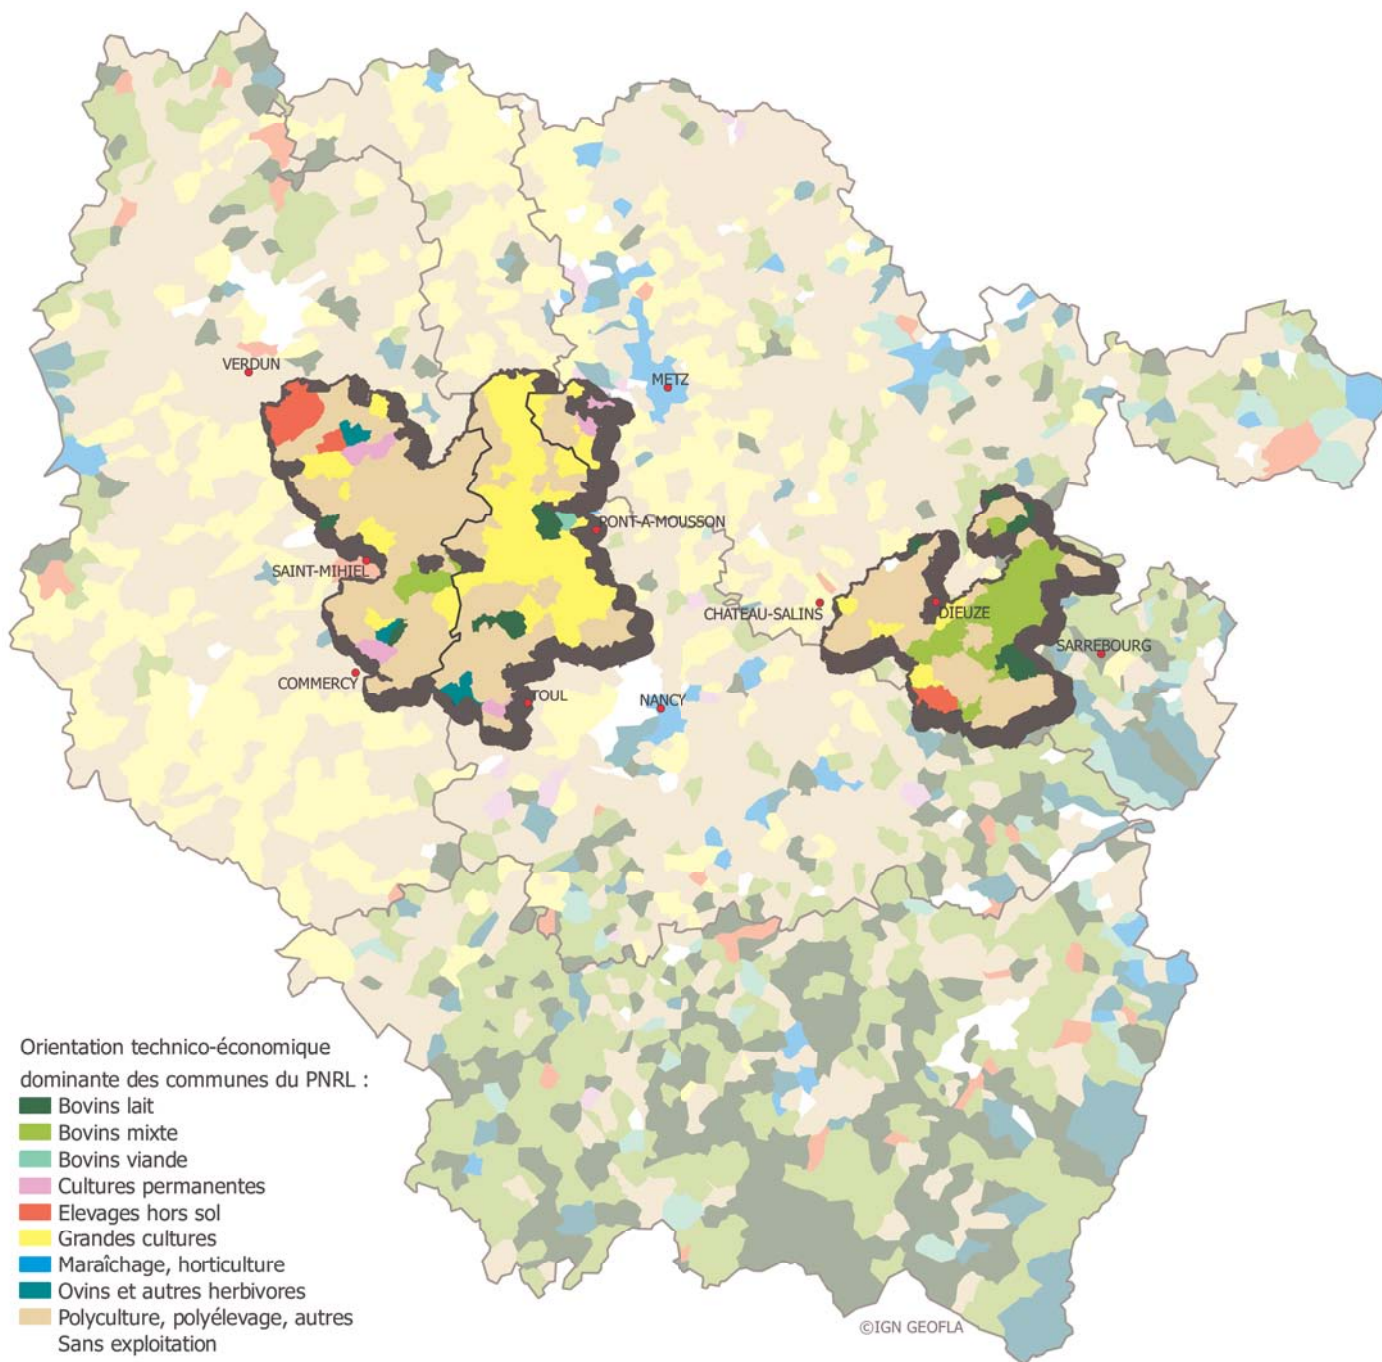 VERDUN
METZ
PONT-A-MOUSSON
SAINT-MIHIEL
CHATEAU-SALINS
DIEUZE
SARREBOURG
COMMERCY
TOUL
NANCY
Orientation technico-économique
dominante des communes du PNRL :
Bovins lait
Bovins mixte
Bovins viande
Cultures permanentes
Elevages hors sol
Grandes cultures
Maraîchage, horticulture
Ovins et autres herbivores
Polyculture, polyélevage, autres
Sans exploitation
©IGN GEOFLA